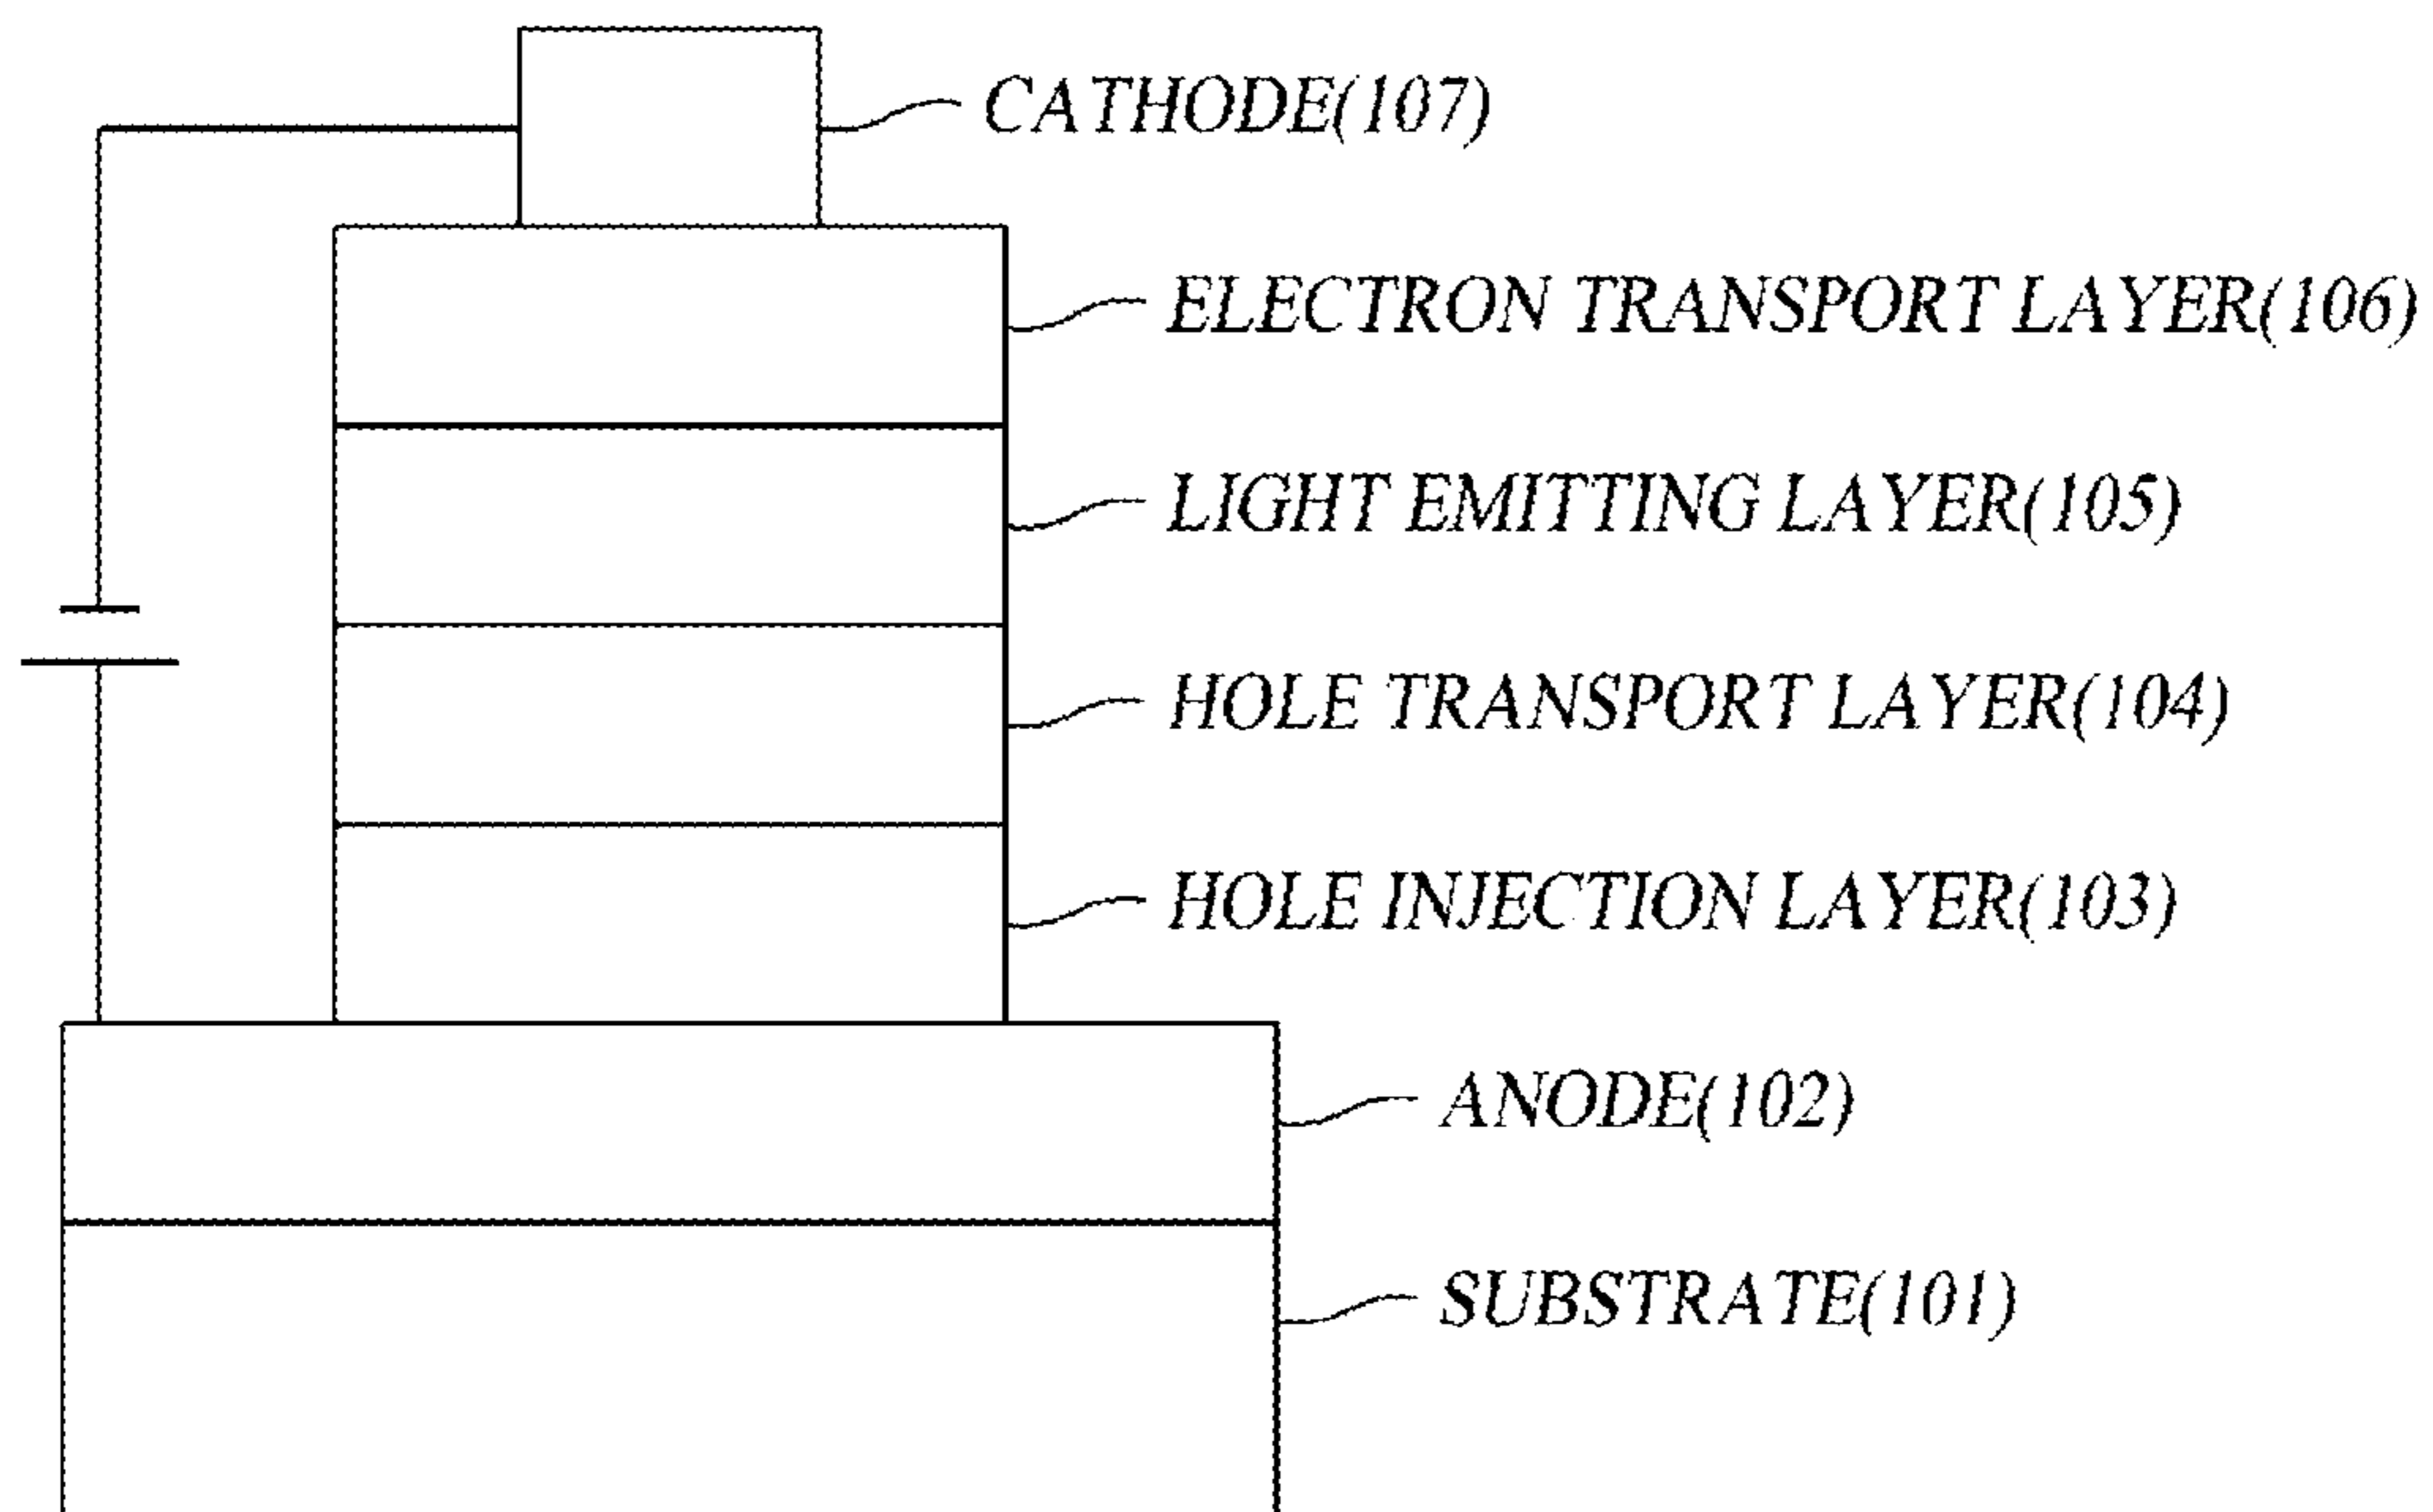 CATHODE(107)
ELECTRON TRANSPORT LAYER(106)
LIGHT EMITTING LAYER(105)
HOLE TRANSPORT LAYER(104)
HOLE INJECTION LAYER(103)
ANODE(102)
SUBSTRATE(101)